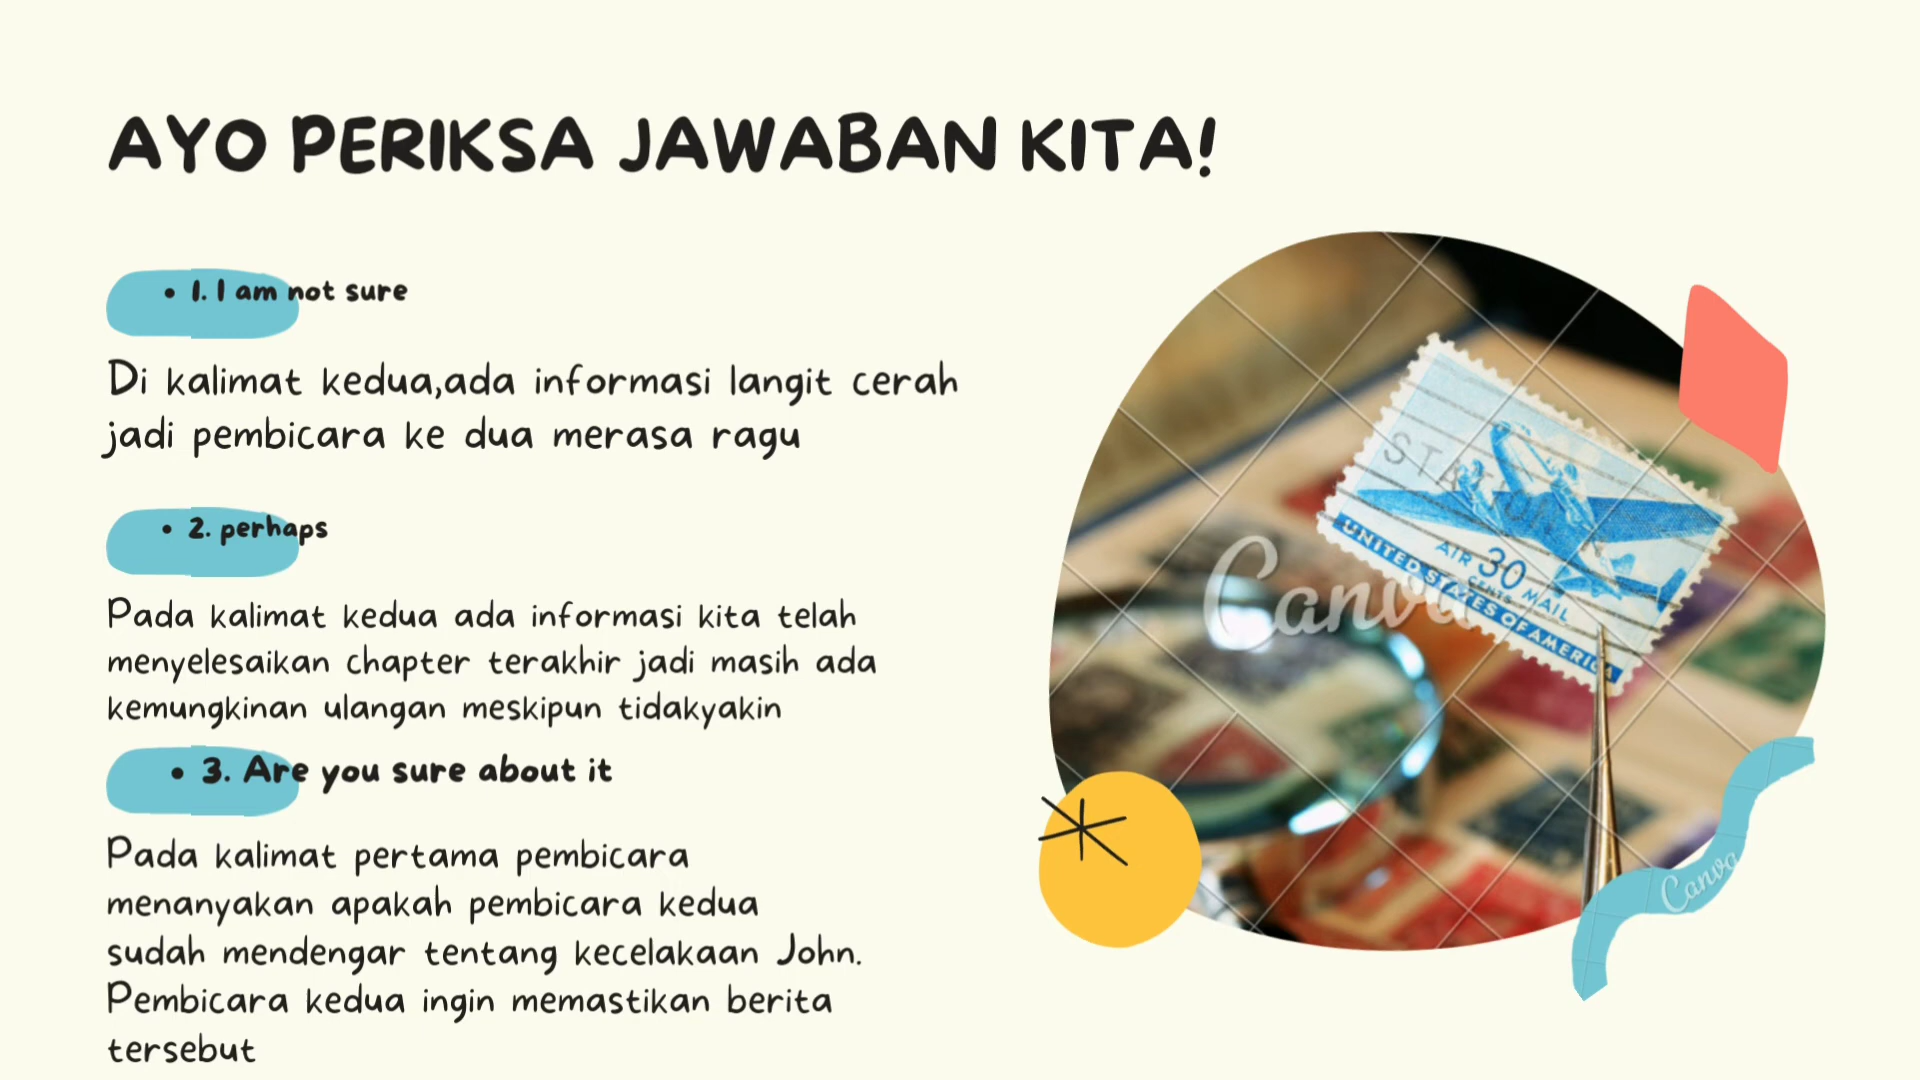 AYO PERIKSA JAWABAN KITA!
• 1. I am not sure
Di kalimat kedua,ada informasi langit cerah
jadi pembicara ke dua merasa ragu
• 2. perhaps
Pada kalimat kedua ada informasi kita telah
menyelesaikan chapter terakhir jadi masih ada
kemungkinan ulangan meskipun tidakyakin
• 3. Are you sure about it
Pada kalimat pertama pembicara
menanyakan apakah pembicara kedua
sudah mendengar tentang kecelakaan John.
Pembicara kedua ingin memastikan berita
tersebut
AIR 30 MAIL
CENTS
UNITED STATES OF AMERICA
Canva
Canva